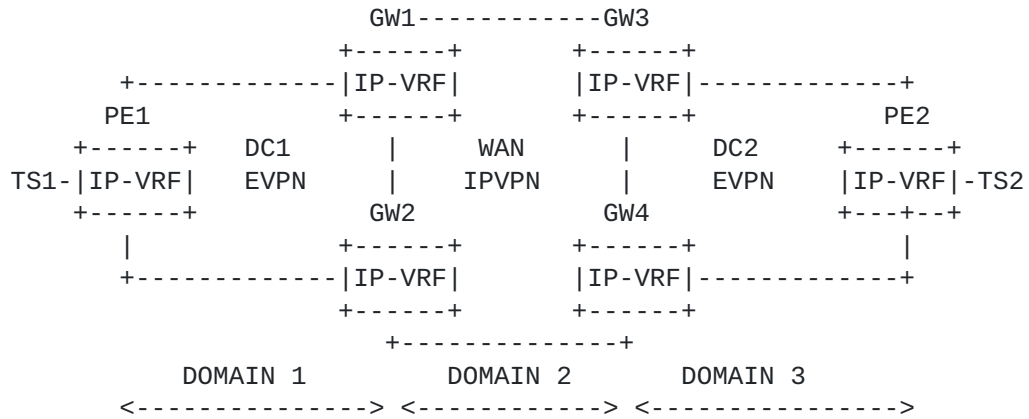 GW1------------GW3
                     +------+       +------+
       +-------------|IP-VRF|       |IP-VRF|-------------+
      PE1            +------+       +------+            PE2
    +------+   DC1      |     WAN      |     DC2     +------+
TS1-|IP-VRF|   EVPN     |    IPVPN     |     EVPN    |IP-VRF|-TS2
    +------+           GW2            GW4            +---+--+
       |             +------+       +------+             |
       +-------------|IP-VRF|       |IP-VRF|-------------+
                     +------+       +------+
                        +--------------+
           DOMAIN 1         DOMAIN 2       DOMAIN 3
       <---------------> <------------> <---------------->